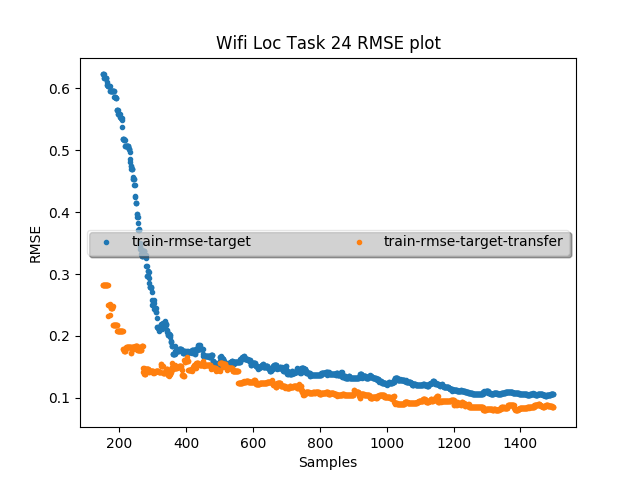 Wifi Loc Task 24 RMSE plot
RMSE
0.6
0.5
0.4
0.3
0.2
0.1
train-rmse-target train-rmse-target-transfer
200 400 600 800 1000 1200 1400
Samples